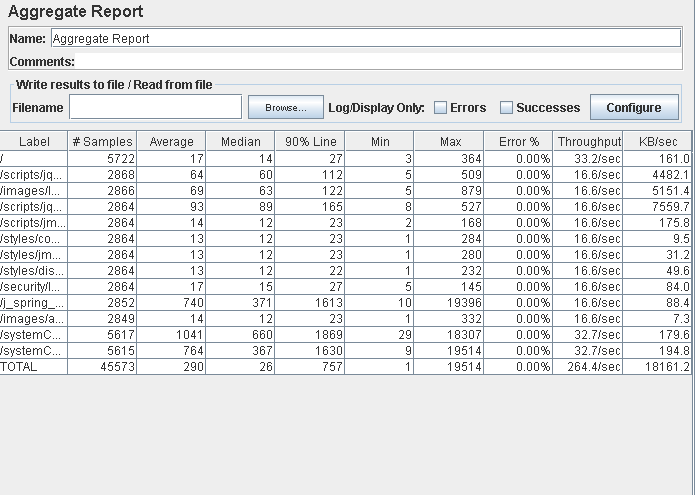 Aggregate Report
Name: Aggregate Report
Comments:
Write results to file / Read from file
Filename Browse... Log/Display Only: Errors Successes Configure
Label # Samples Average Median 90% Line Min Max Error % Throughput KB/sec
/ 5722 17 14 27 3 364 0.00% 33.2/sec 161.0
/scripts/jq... 2868 64 60 112 5 509 0.00% 16.6/sec 4482.1
/images/l... 2866 69 63 122 5 879 0.00% 16.6/sec 5151.4
/scripts/jq... 2864 93 89 165 8 527 0.00% 16.6/sec 7559.7
/scripts/jm... 2864 14 12 23 2 168 0.00% 16.6/sec 175.8
/styles/co... 2864 13 12 23 1 284 0.00% 16.6/sec 9.5
/styles/jm... 2864 13 12 23 1 280 0.00% 16.6/sec 31.2
/styles/dis... 2864 13 12 22 1 232 0.00% 16.6/sec 49.6
/security/l... 2864 17 15 27 5 145 0.00% 16.6/sec 84.0
/j_spring_... 2852 740 371 1613 10 19396 0.00% 16.6/sec 88.4
/images/a... 2849 14 12 23 1 332 0.00% 16.6/sec 7.3
/systemC... 5617 1041 660 1869 29 18307 0.00% 32.7/sec 179.6
/systemC... 5615 764 367 1630 9 19514 0.00% 32.7/sec 194.8
TOTAL 45573 290 26 757 1 19514 0.00% 264.4/sec 18161.2